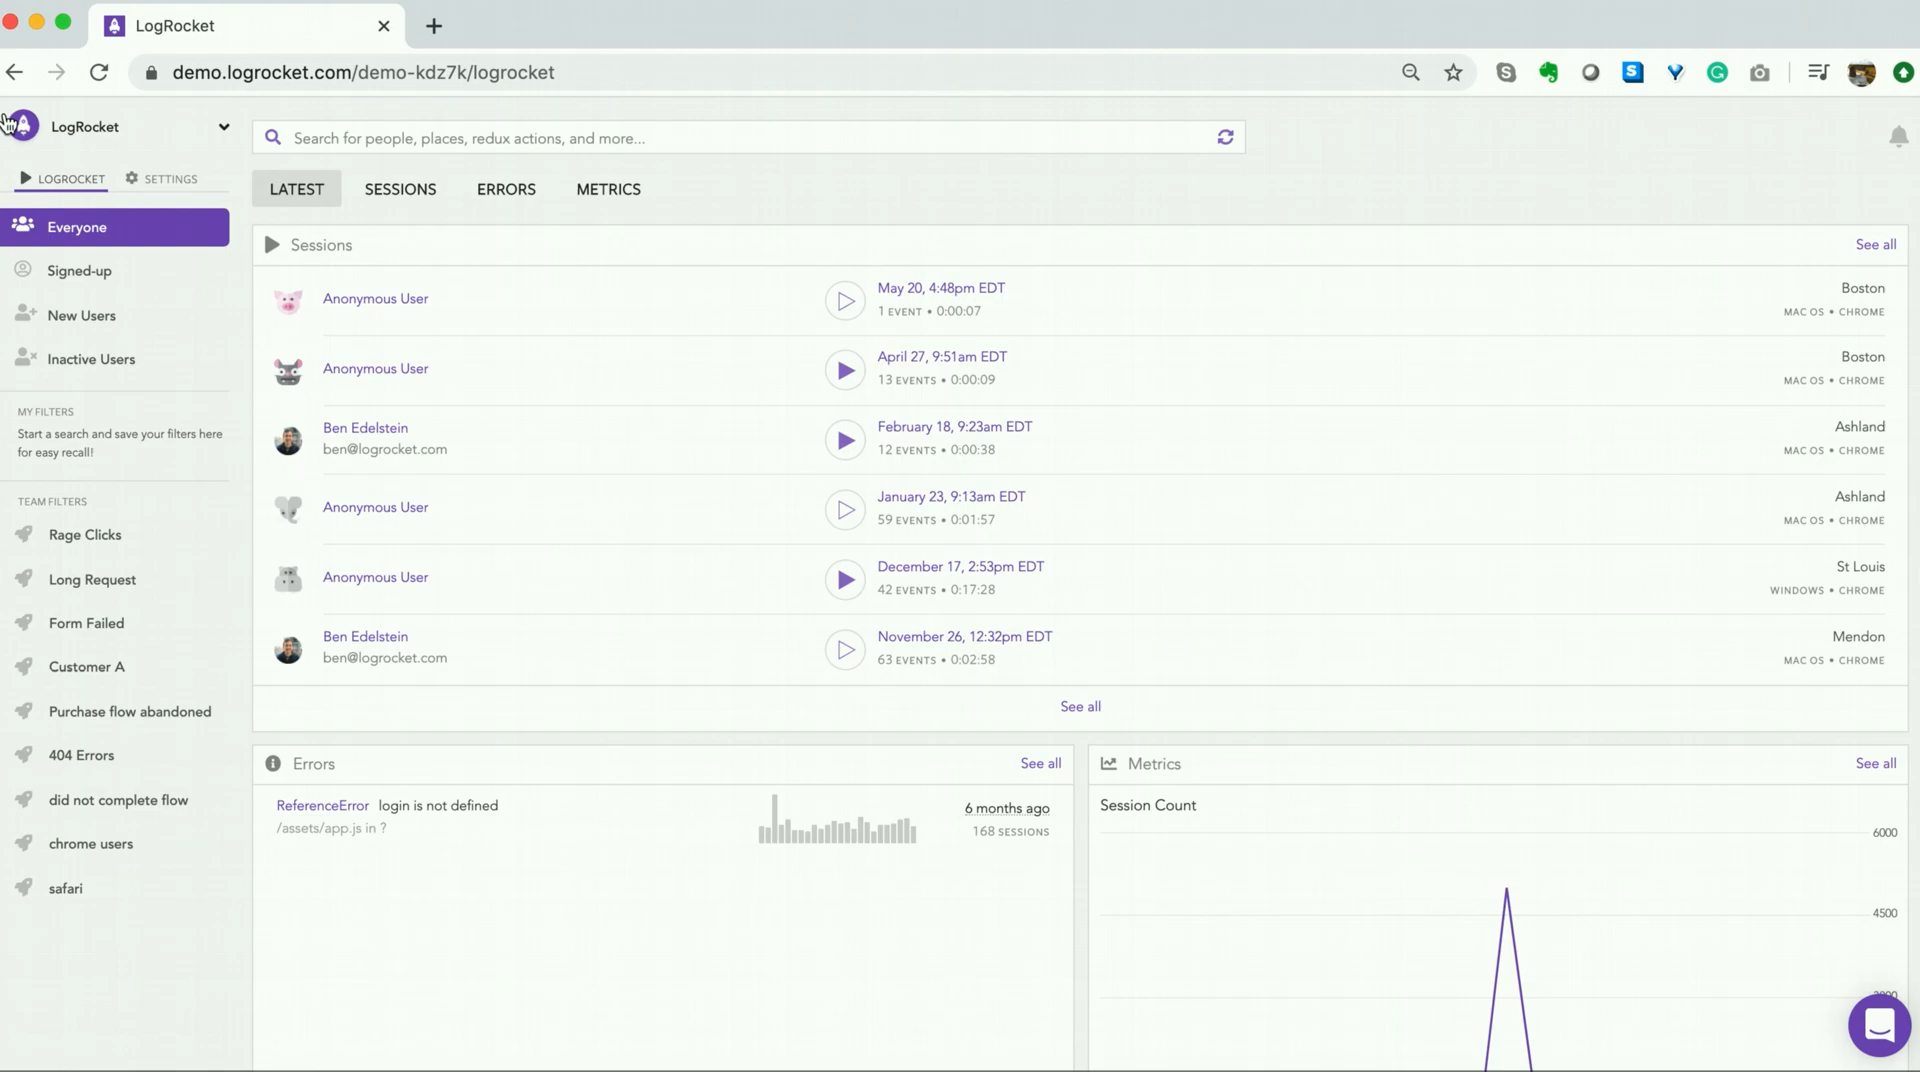 LogRocket
demo.logrocket.com/demo-kdz7k/logrocket
LogRocket
LOGROCKET
SETTINGS
Everyone
Signed-up
New Users
Inactive Users
MY FILTERS
Start a search and save your filters here
for easy recall!
TEAM FILTERS
Rage Clicks
Long Request
Form Failed
Customer A
Purchase flow abandoned
404 Errors
did not complete flow
chrome users
safari
Search for people, places, redux actions, and more...
LATEST
SESSIONS
ERRORS
METRICS
Sessions
See all
Anonymous User
May 20, 4:48pm EDT
1 EVENT • 0:00:07
Boston
MAC OS • CHROME
Anonymous User
April 27, 9:51am EDT
13 EVENTS • 0:00:09
Boston
MAC OS • CHROME
Ben Edelstein
ben@logrocket.com
February 18, 9:23am EDT
12 EVENTS • 0:00:38
Ashland
MAC OS • CHROME
Anonymous User
January 23, 9:13am EDT
59 EVENTS • 0:01:57
Ashland
MAC OS • CHROME
Anonymous User
December 17, 2:53pm EDT
42 EVENTS • 0:17:28
St Louis
WINDOWS • CHROME
Ben Edelstein
ben@logrocket.com
November 26, 12:32pm EDT
63 EVENTS • 0:02:58
Mendon
MAC OS • CHROME
See all
Errors
See all
ReferenceError login is not defined
/assets/app.js in ?
6 months ago
168 SESSIONS
Metrics
See all
Session Count
6000
4500